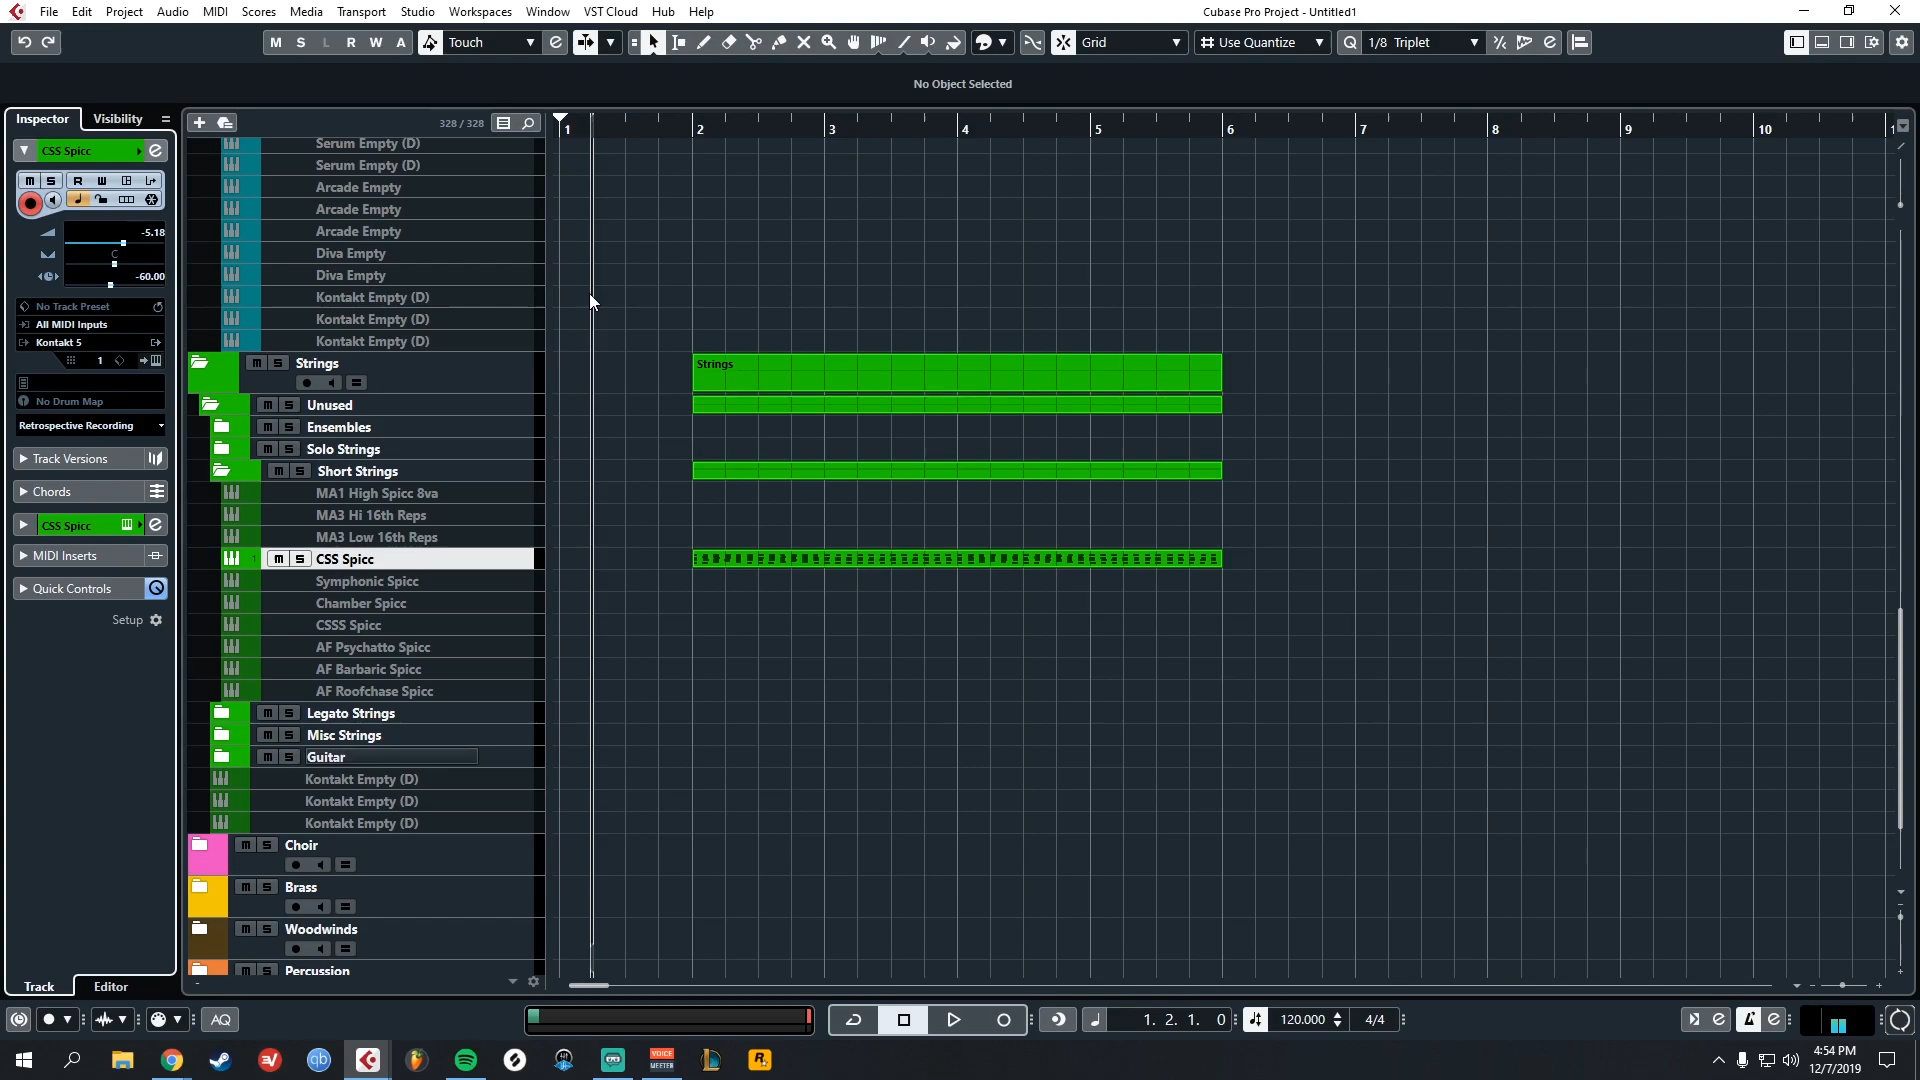 File Edit Project Audio MIDI Scores Media Transport Studio Workspaces Window VST Cloud Hub Help
Cubase Pro Project - Untitled1
M S L R W A Touch Grid Use Quantize Q 1/8 Triplet
No Object Selected
Inspector Visibility
328 / 328
1 2 3 4 5 6 7 8 9 10
CSS Spicc
m S R W
-5.18
C
-60.00
No Track Preset
All MIDI Inputs
Kontakt 5
1
No Drum Map
Retrospective Recording
Track Versions
Chords
CSS Spicc
MIDI Inserts
Quick Controls
Setup
Serum Empty (D)
Serum Empty (D)
Arcade Empty
Arcade Empty
Arcade Empty
Diva Empty
Diva Empty
Kontakt Empty (D)
Kontakt Empty (D)
Kontakt Empty (D)
m S Strings
Strings
m S Unused
m S Ensembles
m S Solo Strings
m S Short Strings
MA1 High Spicc 8va
MA3 Hi 16th Reps
MA3 Low 16th Reps
1 m S CSS Spicc
Symphonic Spicc
Chamber Spicc
CSSS Spicc
AF Psychatto Spicc
AF Barbaric Spicc
AF Roofchase Spicc
m S Legato Strings
m S Misc Strings
m S Guitar
Kontakt Empty (D)
Kontakt Empty (D)
Kontakt Empty (D)
m S Choir
m S Brass
m S Woodwinds
m S Percussion
Track Editor
AQ
1. 2. 1. 0
120.000
4/4
qb
VOICE
MEETER
R
4:54 PM
12/7/2019